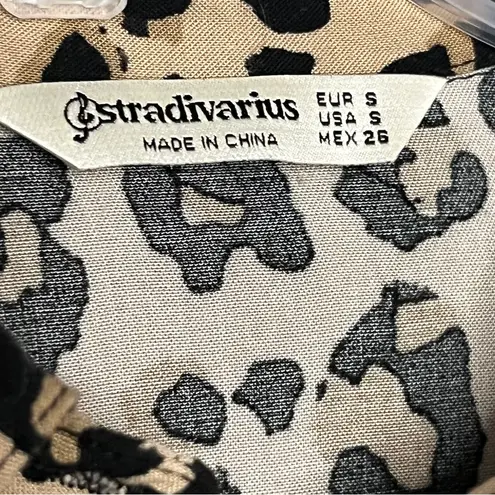 stradivarius
MADE IN CHINA
EUR S
USA S
MEX 26